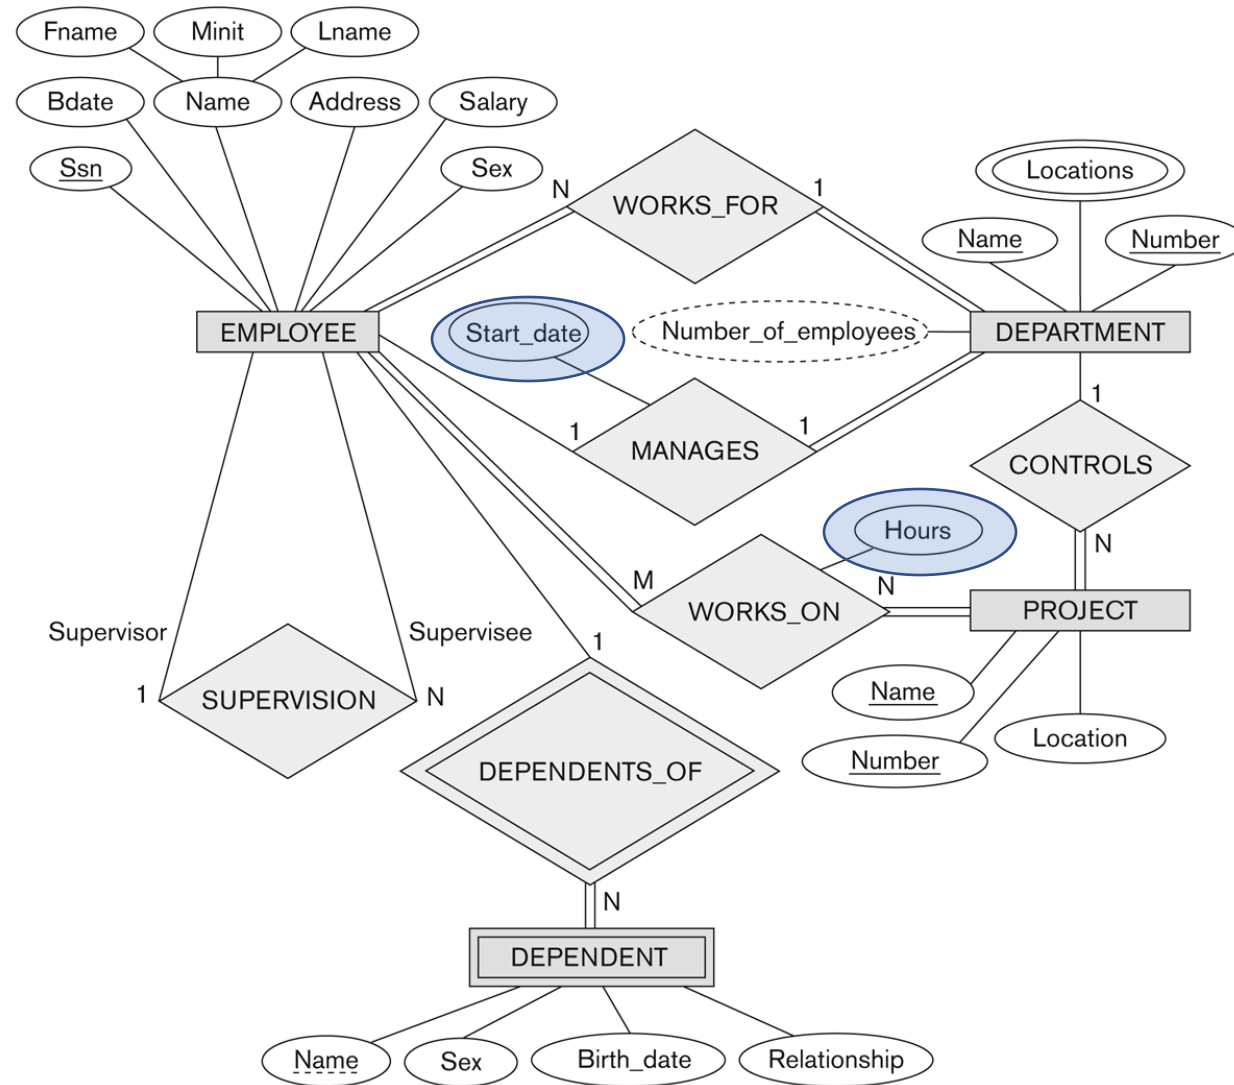 Fname
Minit
Lname
Bdate
Name
Address
Salary
Ssn
Sex
N
WORKS_FOR
1
Locations
Name
Number
EMPLOYEE
Start_date
Number_of_employees
DEPARTMENT
1
MANAGES
1
1
CONTROLS
N
Hours
M
WORKS_ON
N
PROJECT
Supervisor
Supervisee
1
SUPERVISION
N
1
Name
Number
Location
DEPENDENTS_OF
N
DEPENDENT
Name
Sex
Birth_date
Relationship